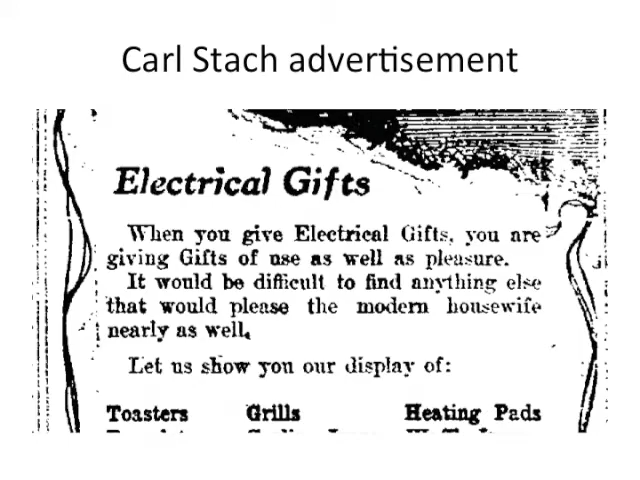 Carl Stach advertisement
Electrical Gifts
When you give Electrical Gifts, you are
giving Gifts of use as well as pleasure.
It would be difficult to find anything else
that would please the modern housewife
nearly as well.
Let us show you our display of:
Toasters Grills Heating Pads